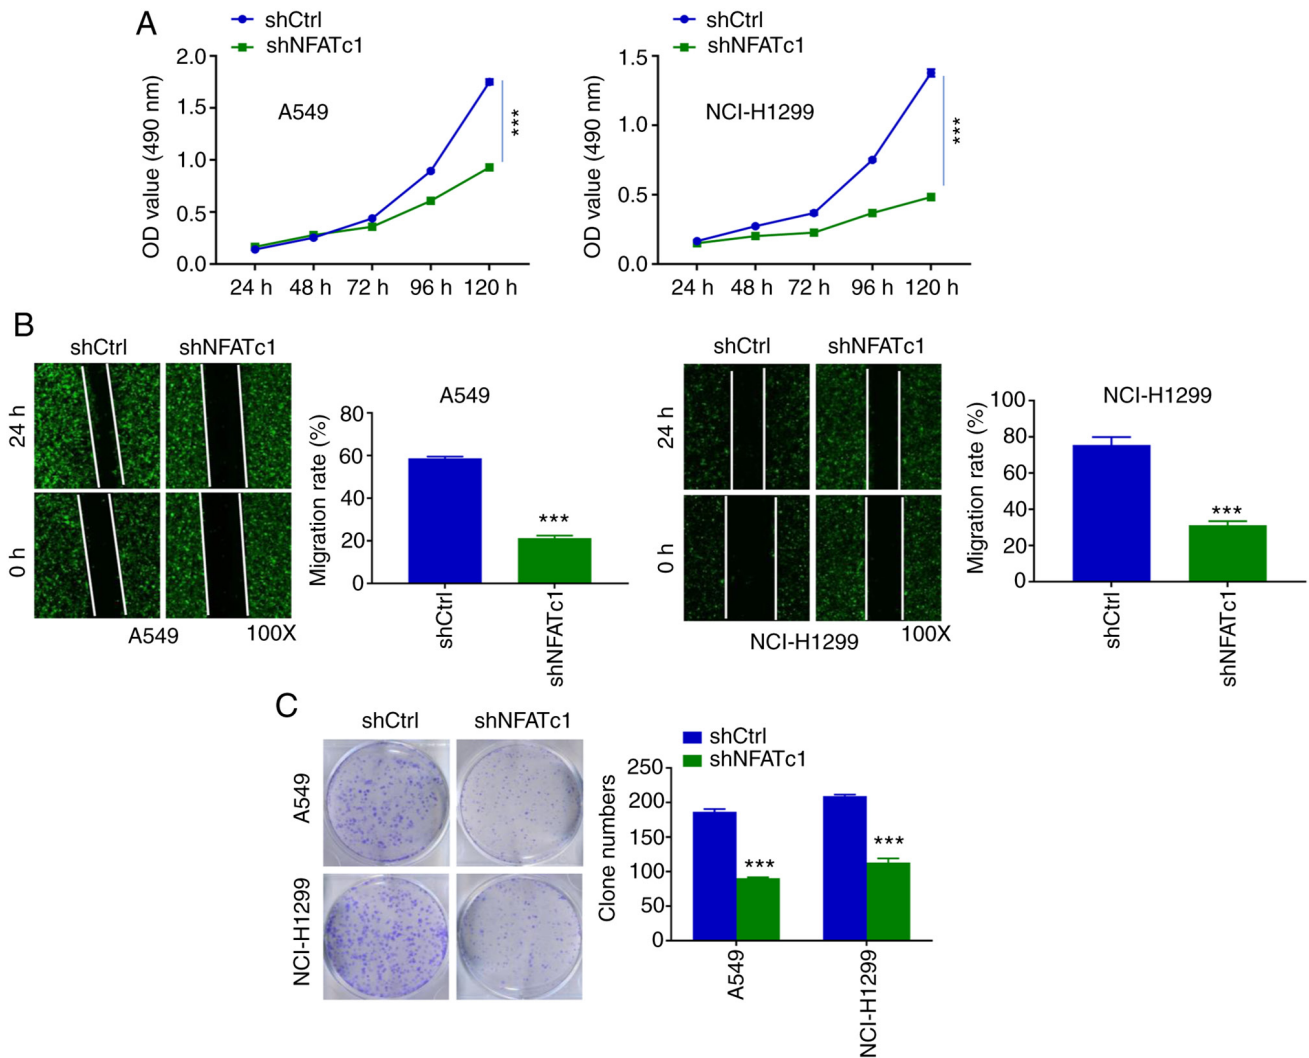 A
shCtrl
shNFATc1
2.0
1.5
1.0
0.5
0.0
OD value (490 nm)
A549
***
24 h 48 h 72 h 96 h 120 h
shCtrl
shNFATc1
1.5
1.0
0.5
0.0
OD value (490 nm)
NCI-H1299
***
24 h 48 h 72 h 96 h 120 h
B
shCtrl shNFATc1
24 h
0 h
A549 100X
A549
80
60
40
20
0
Migration rate (%)
***
shCtrl
shNFATc1
shCtrl shNFATc1
24 h
0 h
NCI-H1299 100X
NCI-H1299
100
80
60
40
20
0
Migration rate (%)
***
shCtrl
shNFATc1
C
shCtrl shNFATc1
A549
NCI-H1299
shCtrl
shNFATc1
250
200
150
100
50
0
Clone numbers
***
***
A549
NCI-H1299